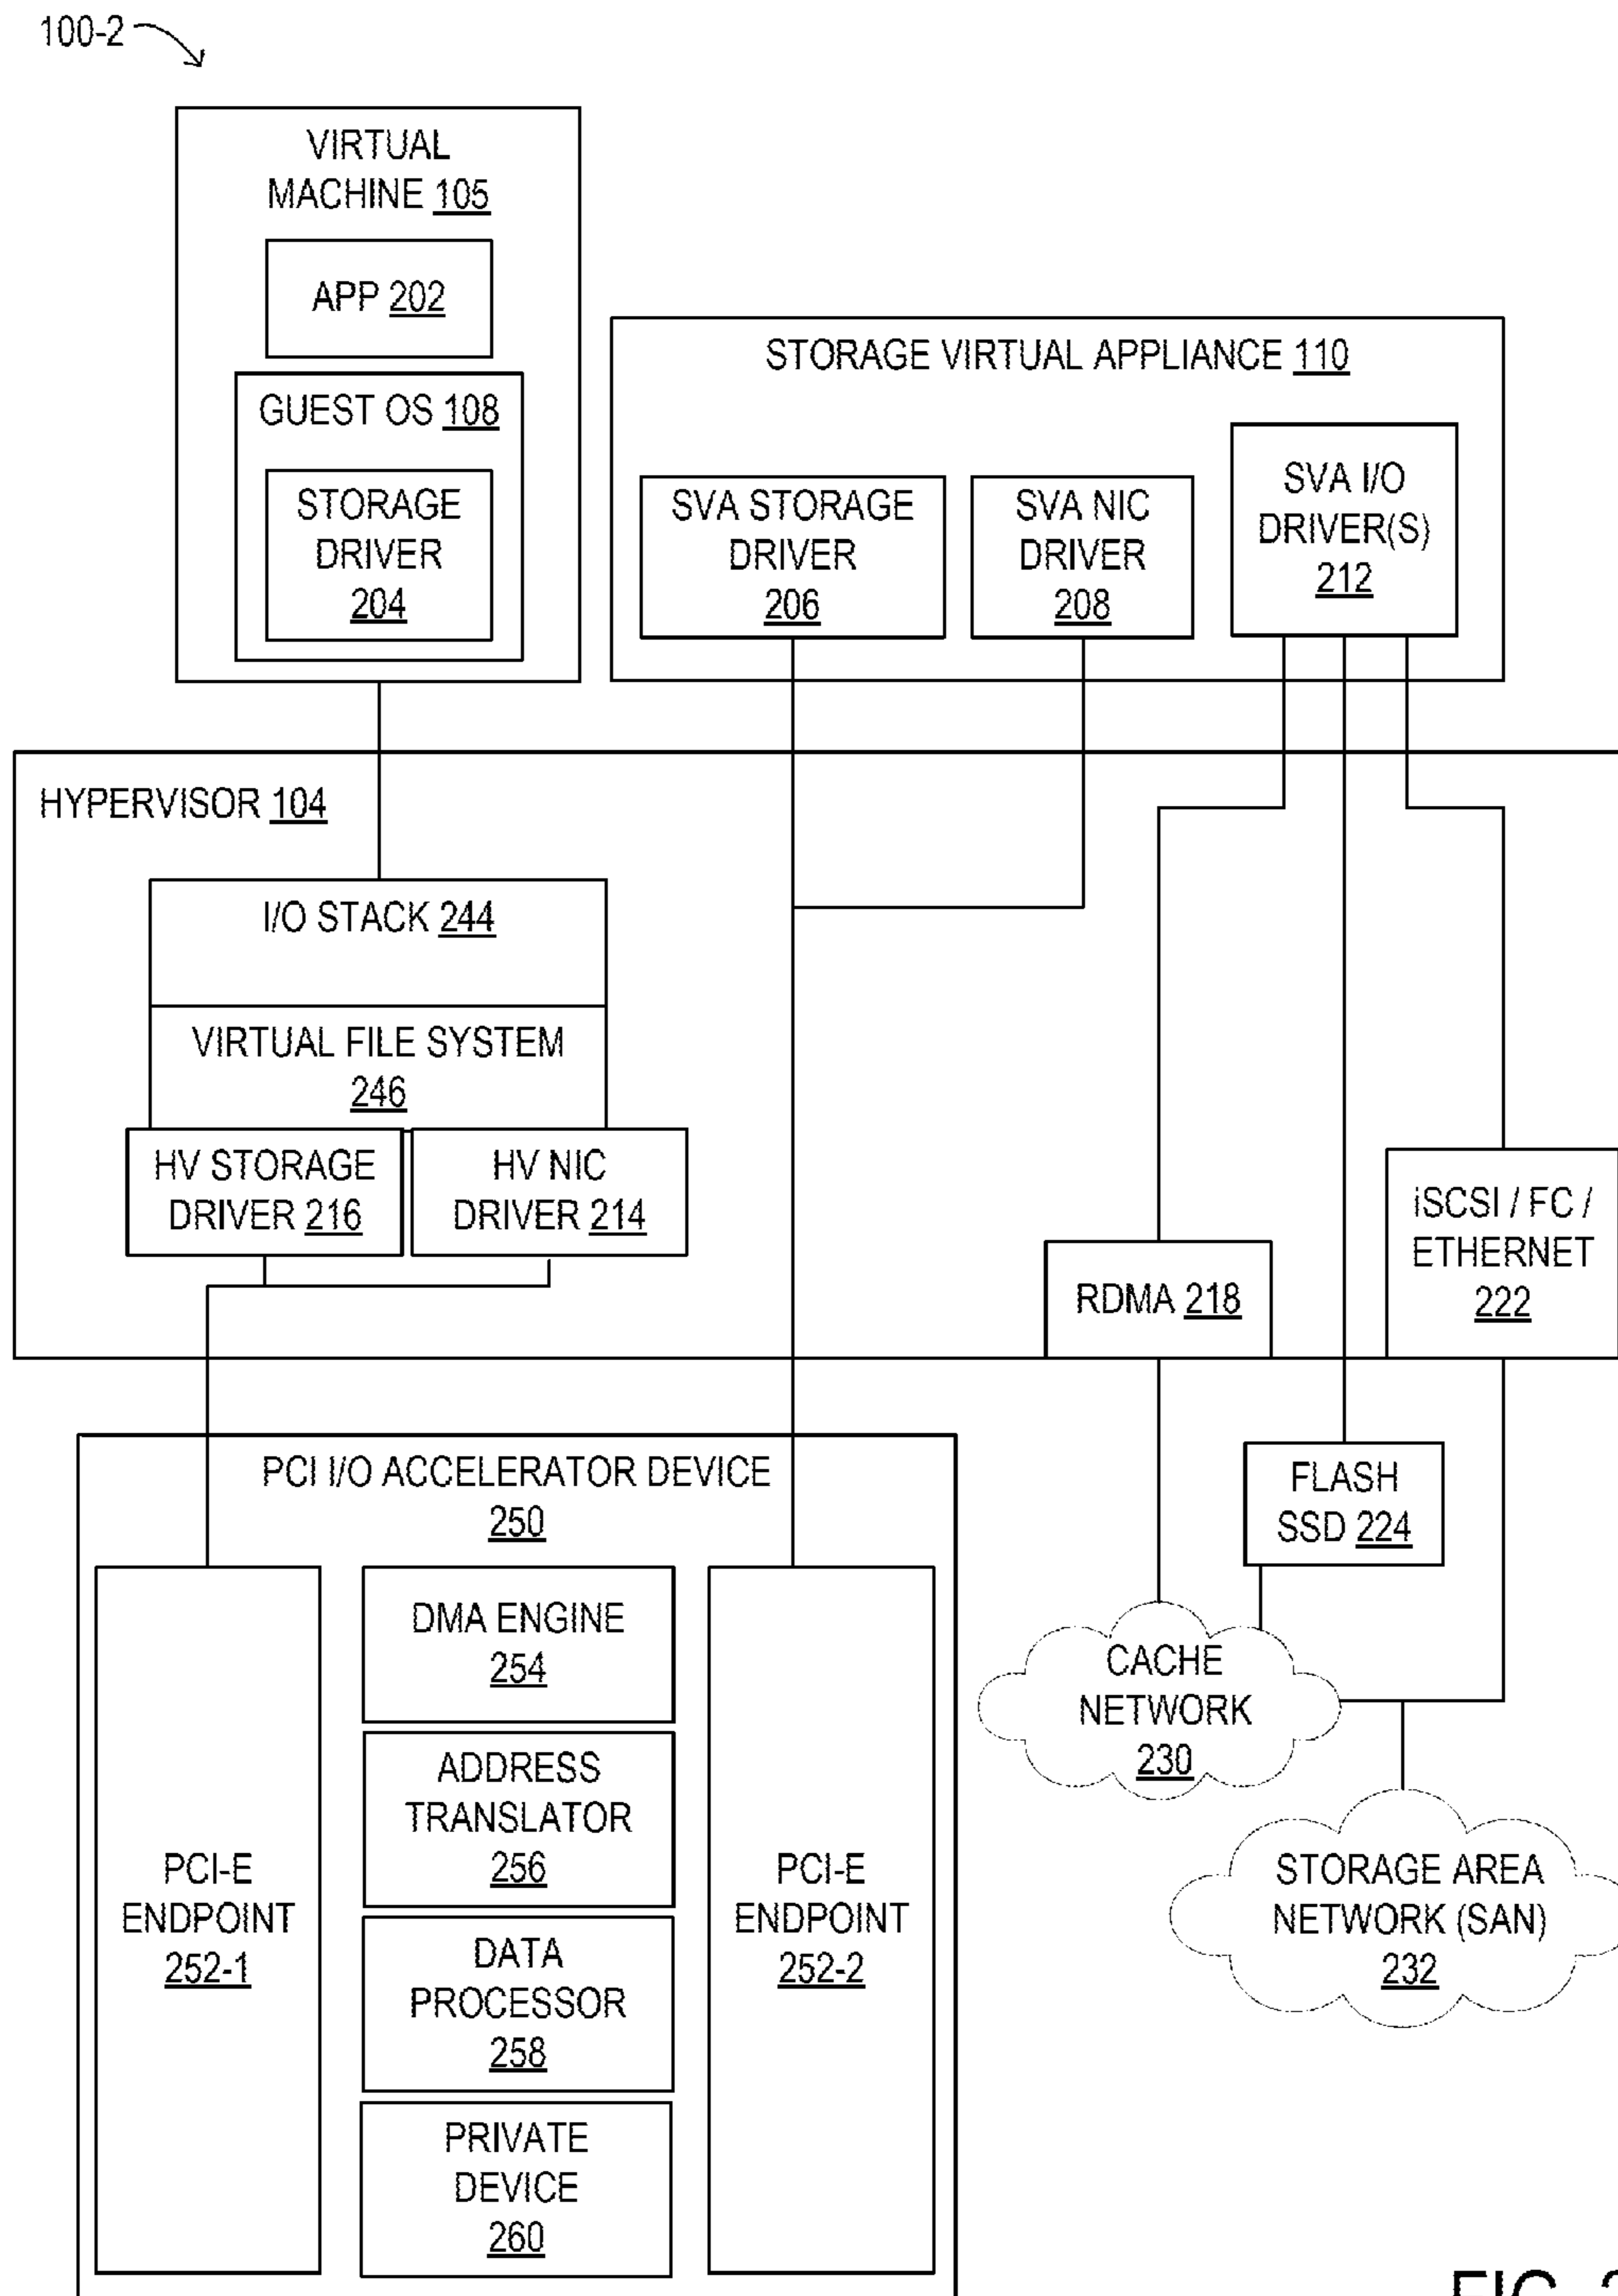 100-2
VIRTUAL
MACHINE 105
APP 202
GUEST OS 108
STORAGE
DRIVER
204
STORAGE VIRTUAL APPLIANCE 110
SVA STORAGE
DRIVER
206
SVA NIC
DRIVER
208
SVA I/O
DRIVER(S)
212
HYPERVISOR 104
I/O STACK 244
VIRTUAL FILE SYSTEM
246
HV STORAGE
DRIVER 216
HV NIC
DRIVER 214
RDMA 218
iSCSI / FC /
ETHERNET
222
PCI I/O ACCELERATOR DEVICE
250
PCI-E
ENDPOINT
252-1
DMA ENGINE
254
ADDRESS
TRANSLATOR
256
DATA
PROCESSOR
258
PRIVATE
DEVICE
260
PCI-E
ENDPOINT
252-2
FLASH
SSD 224
CACHE
NETWORK
230
STORAGE AREA
NETWORK (SAN)
232
FIG.